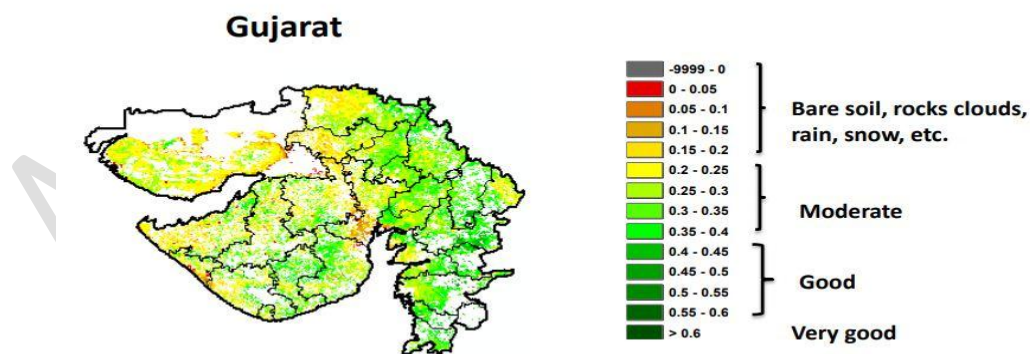 Gujarat
-9999 - 0
0 - 0.05
0.05 - 0.1
0.1 - 0.15
0.15 - 0.2
0.2 - 0.25
0.25 - 0.3
0.3 - 0.35
0.35 - 0.4
0.4 - 0.45
0.45 - 0.5
0.5 - 0.55
0.55 - 0.6
> 0.6
Bare soil, rocks clouds,
rain, snow, etc.
Moderate
Good
Very good